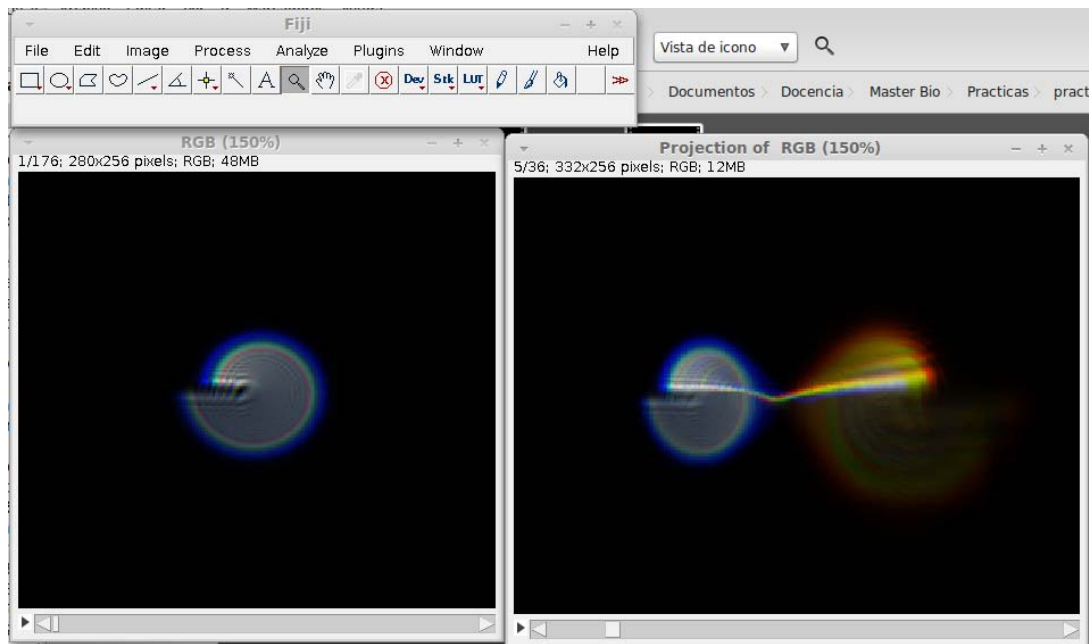 Fiji
File Edit Image Process Analyze Plugins Window Help
Dev Stk LUT
Vista de icono
Documentos Docencia Master Bio Practicas pract
RGB (150%)
1/176; 280x256 pixels; RGB; 48MB
Projection of RGB (150%)
5/36; 332x256 pixels; RGB; 12MB